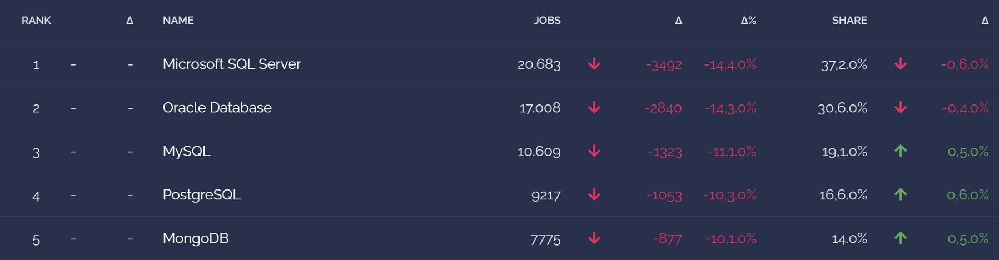 RANK Δ NAME JOBS Δ Δ% SHARE Δ
1 - - Microsoft SQL Server 20.683 -3492 -14,4.0% 37,2.0% -0,6.0%
2 - - Oracle Database 17.008 -2840 -14,3.0% 30,6.0% -0,4.0%
3 - - MySQL 10.609 -1323 -11,1.0% 19,1.0% 0,5.0%
4 - - PostgreSQL 9217 -1053 -10,3.0% 16,6.0% 0,6.0%
5 - - MongoDB 7775 -877 -10,1.0% 14.0% 0,5.0%